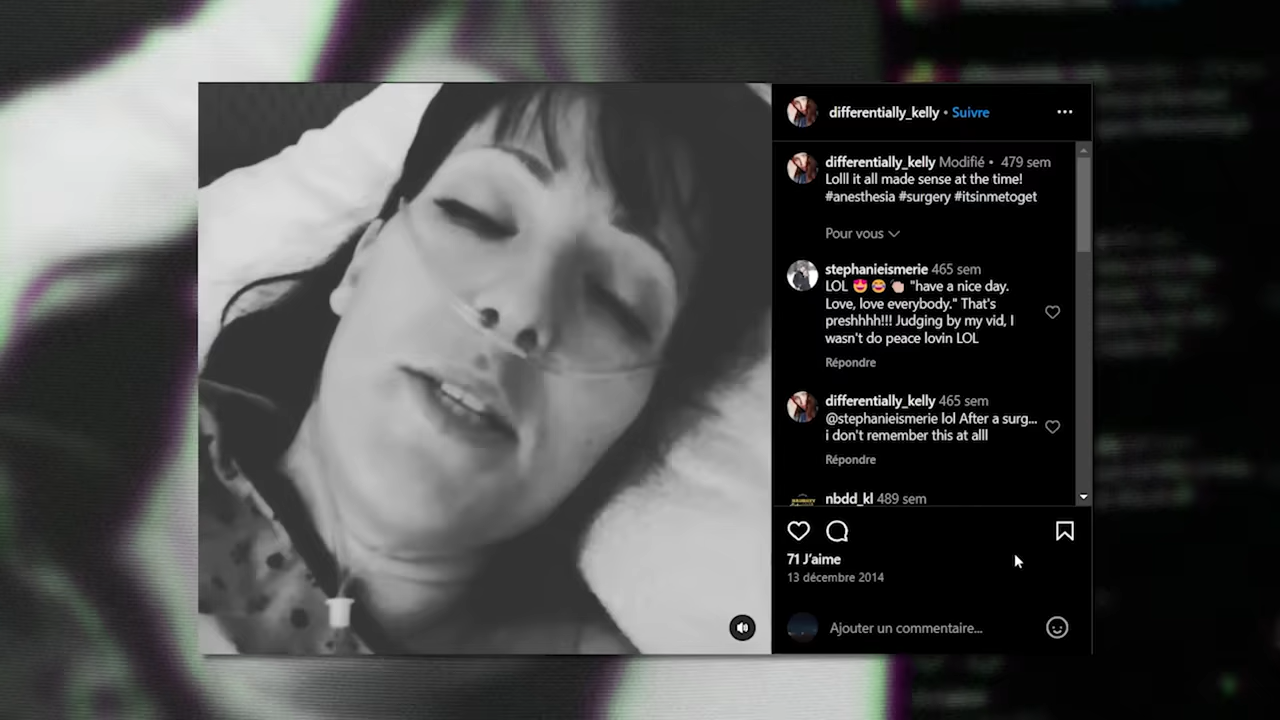 differentially_kelly • Suivre
differentially_kelly Modifié • 479 sem
Lolll it all made sense at the time!
#anesthesia #surgery #itsinmetoget
Pour vous
stephanieismerie 465 sem
LOL 😍😂👏🏻 "have a nice day.
Love, love everybody." That's
preshhhh!!! Judging by my vid, I
wasn't do peace lovin LOL
Répondre
differentially_kelly 465 sem
@stephanieismerie lol After a surg...
i don't remember this at alll
Répondre
nbdd_kl 489 sem
71 J'aime
13 décembre 2014
Ajouter un commentaire...